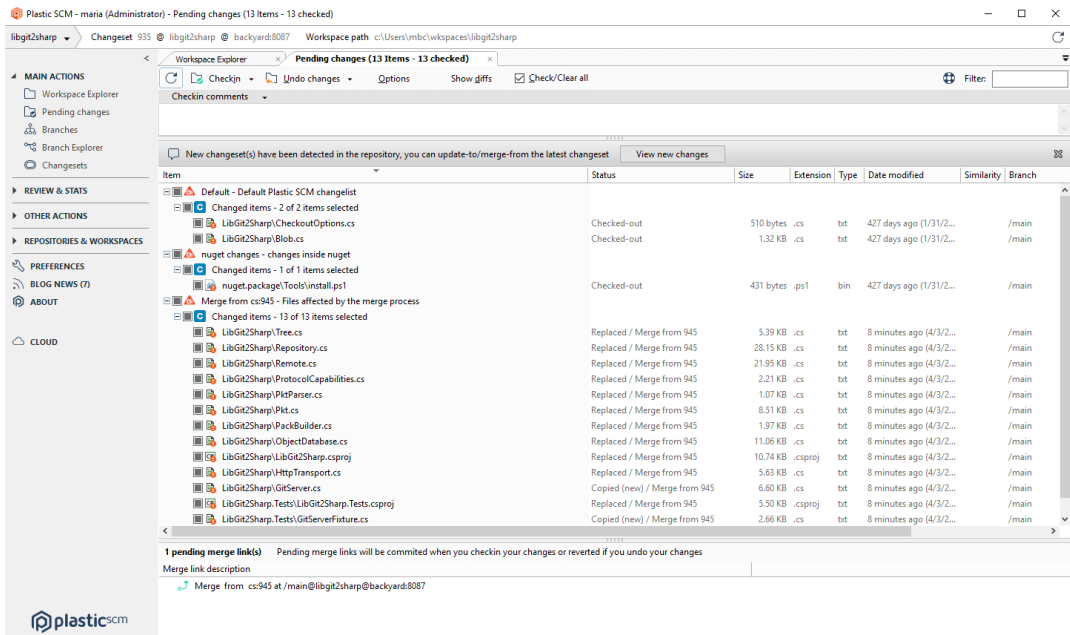 Plastic SCM - maria (Administrator) - Pending changes (13 Items - 13 checked)
libgit2sharp Changeset 935 @ libgit2sharp @ backyard:8087 Workspace path c:\Users\mbc\wkspaces\libgit2sharp
Workspace Explorer × Pending changes (13 Items - 13 checked) ×
Checkin Undo changes Options Show diffs Check/Clear all Filter:
Checkin comments
MAIN ACTIONS
Workspace Explorer
Pending changes
Branches
Branch Explorer
Changesets
REVIEW & STATS
OTHER ACTIONS
REPOSITORIES & WORKSPACES
PREFERENCES
BLOG NEWS (7)
ABOUT
CLOUD
plasticscm
New changeset(s) have been detected in the repository, you can update-to/merge-from the latest changeset View new changes
Item Status Size Extension Type Date modified Similarity Branch
Default - Default Plastic SCM changelist
C Changed items - 2 of 2 items selected
LibGit2Sharp\CheckoutOptions.cs Checked-out 510 bytes .cs txt 427 days ago (1/31/2... /main
LibGit2Sharp\Blob.cs Checked-out 1.32 KB .cs txt 427 days ago (1/31/2... /main
nuget changes - changes inside nuget
C Changed items - 1 of 1 items selected
nuget.package\Tools\install.ps1 Checked-out 431 bytes .ps1 bin 427 days ago (1/31/2... /main
Merge from cs:945 - Files affected by the merge process
C Changed items - 13 of 13 items selected
LibGit2Sharp\Tree.cs Replaced / Merge from 945 5.39 KB .cs txt 8 minutes ago (4/3/2... /main
LibGit2Sharp\Repository.cs Replaced / Merge from 945 28.15 KB .cs txt 8 minutes ago (4/3/2... /main
LibGit2Sharp\Remote.cs Replaced / Merge from 945 21.95 KB .cs txt 8 minutes ago (4/3/2... /main
LibGit2Sharp\ProtocolCapabilities.cs Replaced / Merge from 945 2.21 KB .cs txt 8 minutes ago (4/3/2... /main
LibGit2Sharp\PktParser.cs Replaced / Merge from 945 1.07 KB .cs txt 8 minutes ago (4/3/2... /main
LibGit2Sharp\Pkt.cs Replaced / Merge from 945 8.51 KB .cs txt 8 minutes ago (4/3/2... /main
LibGit2Sharp\PackBuilder.cs Replaced / Merge from 945 1.97 KB .cs txt 8 minutes ago (4/3/2... /main
LibGit2Sharp\ObjectDatabase.cs Replaced / Merge from 945 11.06 KB .cs txt 8 minutes ago (4/3/2... /main
LibGit2Sharp\LibGit2Sharp.csproj Replaced / Merge from 945 10.74 KB .csproj txt 8 minutes ago (4/3/2... /main
LibGit2Sharp\HttpTransport.cs Replaced / Merge from 945 5.63 KB .cs txt 8 minutes ago (4/3/2... /main
LibGit2Sharp\GitServer.cs Copied (new) / Merge from 945 6.60 KB .cs txt 8 minutes ago (4/3/2... /main
LibGit2Sharp.Tests\LibGit2Sharp.Tests.csproj Replaced / Merge from 945 5.50 KB .csproj txt 8 minutes ago (4/3/2... /main
LibGit2Sharp.Tests\GitServerFixture.cs Copied (new) / Merge from 945 2.66 KB .cs txt 8 minutes ago (4/3/2... /main
1 pending merge link(s) Pending merge links will be commited when you checkin your changes or reverted if you undo your changes
Merge link description
Merge from cs:945 at /main@libgit2sharp@backyard:8087